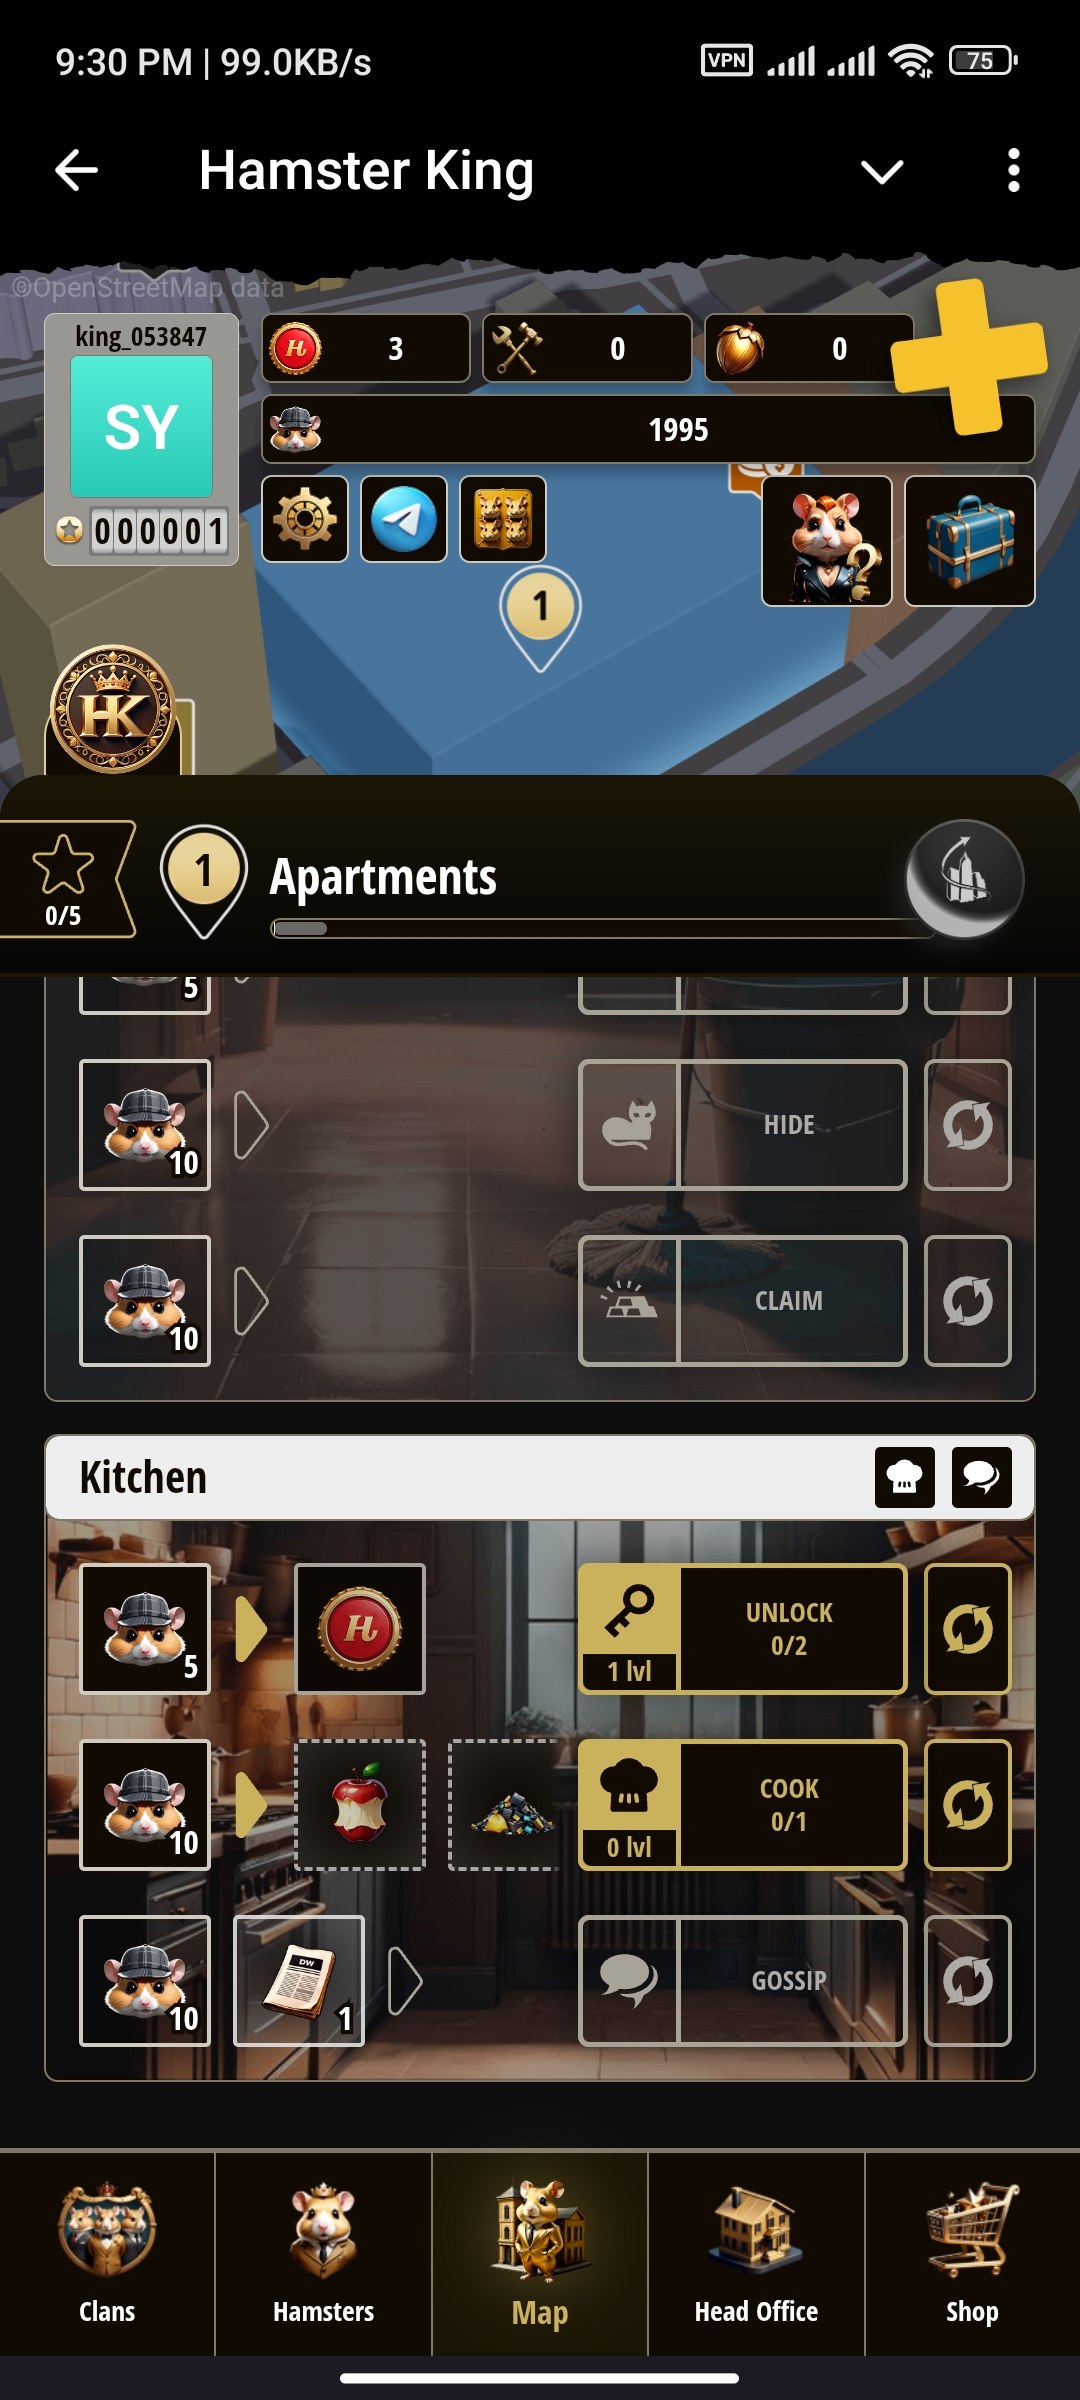 9:30 PM | 99.0KB/s
VPN
75
Hamster King
©OpenStreetMap data
king_053847
H 3
0
0
SY
1995
000001
1
HK
0/5
1
Apartments
5
10
HIDE
10
CLAIM
Kitchen
5
H
1 lvl
UNLOCK
0/2
10
0 lvl
COOK
0/1
10
DW
1
GOSSIP
Clans
Hamsters
Map
Head Office
Shop